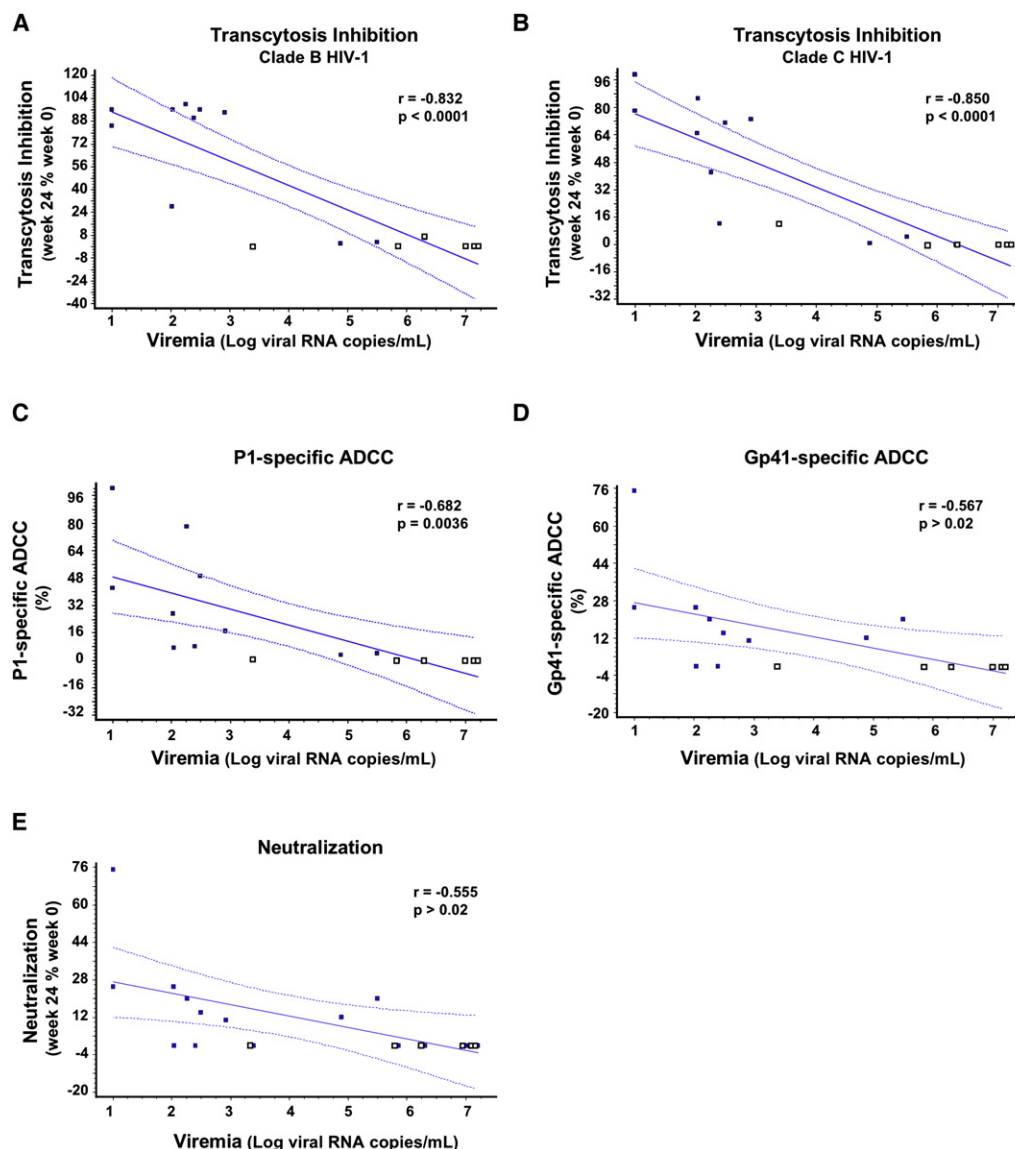 A
Transcytosis Inhibition
Clade B HIV-1
r = -0.832
p < 0.0001
Transcytosis Inhibition
(week 24 % week 0)
120
104
88
72
56
40
24
8
-8
-24
-40
1 2 3 4 5 6 7
Viremia (Log viral RNA copies/mL)
B
Transcytosis Inhibition
Clade C HIV-1
r = -0.850
p < 0.0001
Transcytosis Inhibition
(week 24 % week 0)
96
80
64
48
32
16
0
-16
-32
1 2 3 4 5 6 7
Viremia (Log viral RNA copies/mL)
C
P1-specific ADCC
r = -0.682
p = 0.0036
P1-specific ADCC
(%)
96
80
64
48
32
16
0
-16
-32
1 2 3 4 5 6 7
Viremia (Log viral RNA copies/mL)
D
Gp41-specific ADCC
r = -0.567
p > 0.02
Gp41-specific ADCC
(%)
76
60
44
28
12
-4
-20
1 2 3 4 5 6 7
Viremia (Log viral RNA copies/mL)
E
Neutralization
r = -0.555
p > 0.02
Neutralization
(week 24 % week 0)
76
60
44
28
12
-4
-20
1 2 3 4 5 6 7
Viremia (Log viral RNA copies/mL)